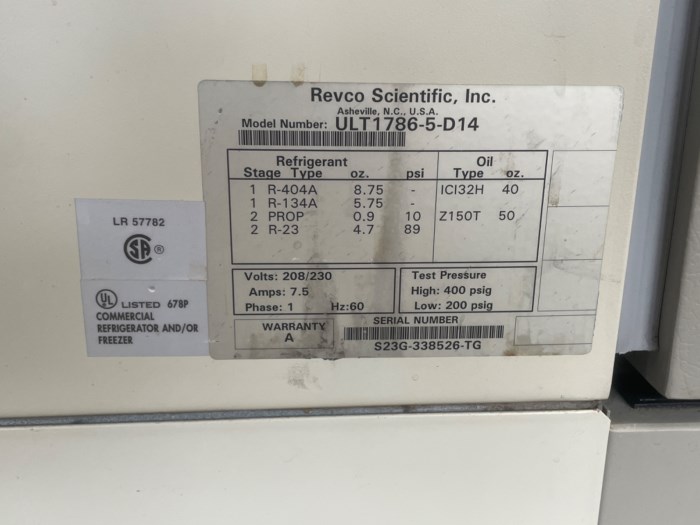 Revco Scientific, Inc.
Asheville, N.C., U.S.A.
Model Number: ULT1786-5-D14
Refrigerant Oil
Stage Type oz. psi Type oz.
1 R-404A 8.75 - ICI32H 40
1 R-134A 5.75 -
2 PROP 0.9 10 Z150T 50
2 R-23 4.7 89
Volts: 208/230
Amps: 7.5
Phase: 1 Hz:60
Test Pressure
High: 400 psig
Low: 200 psig
WARRANTY
A
SERIAL NUMBER
S23G-338526-TG
LR 57782
SA ®
UL ® LISTED 678P
COMMERCIAL
REFRIGERATOR AND/OR
FREEZER